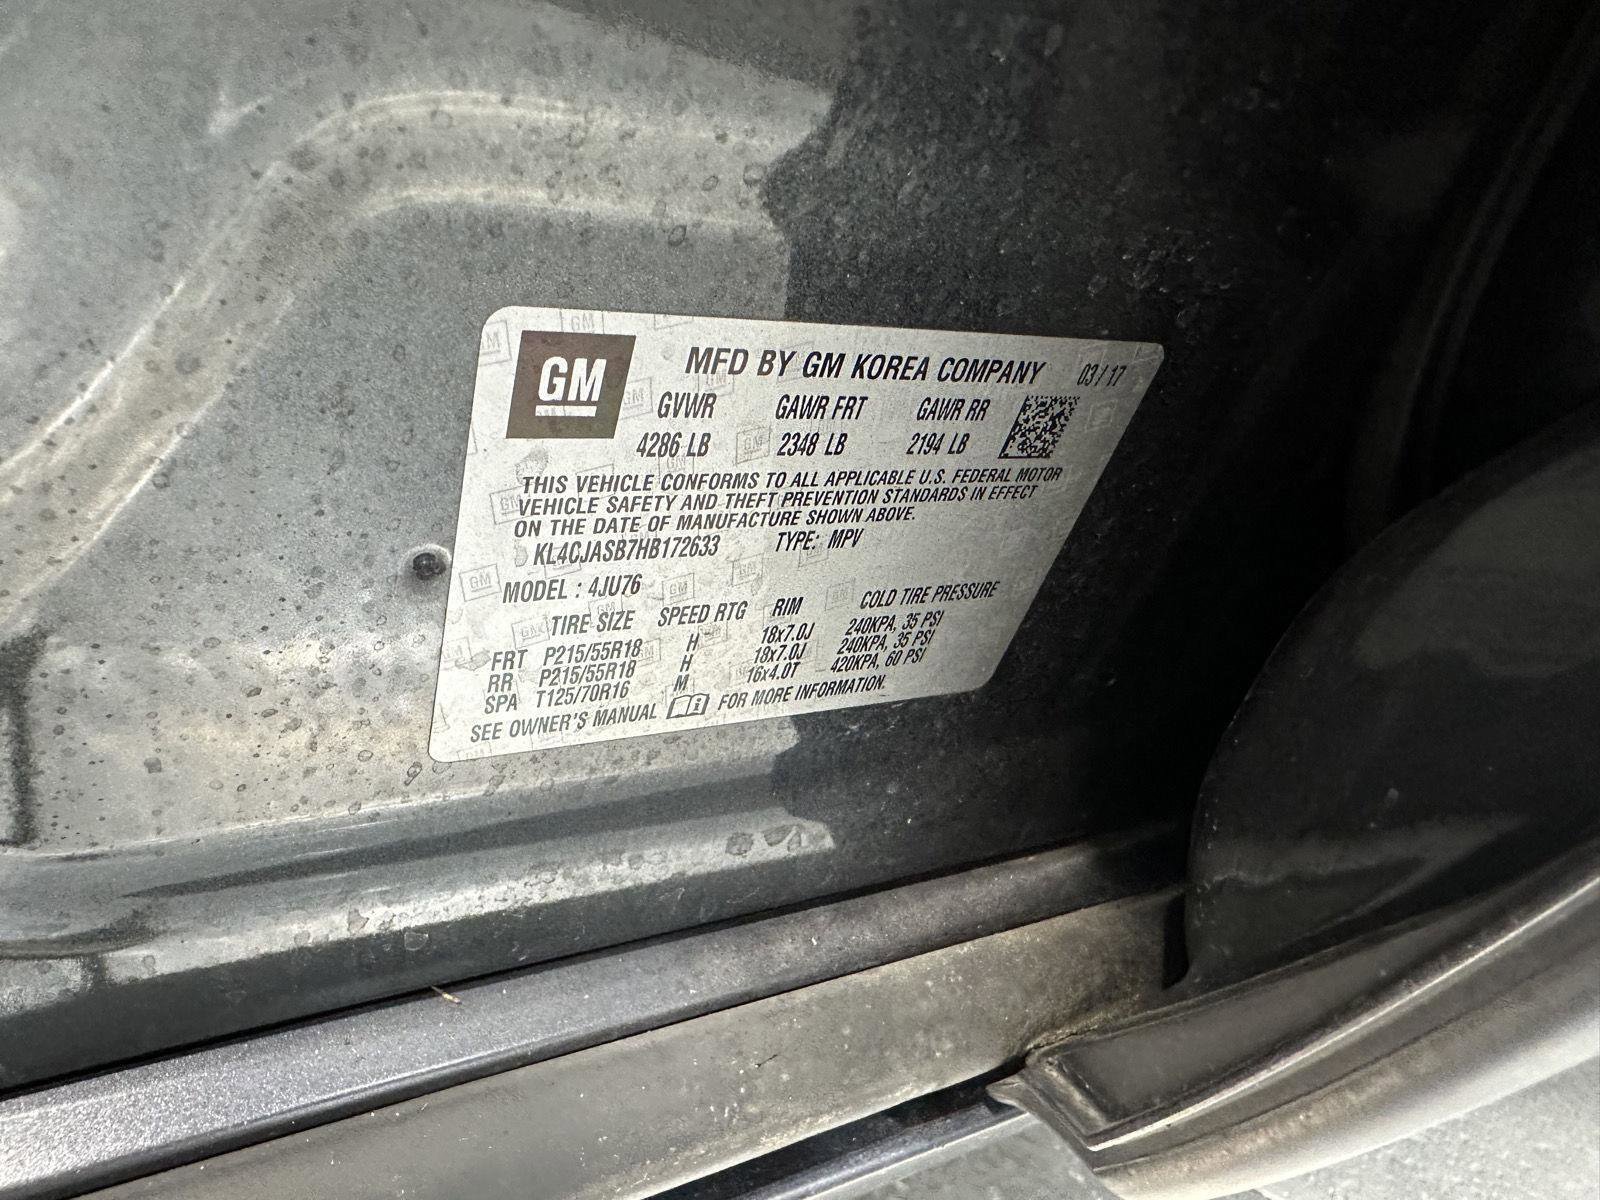 GM
MFD BY GM KOREA COMPANY 03/17
GVWR GAWR FRT GAWR RR
4286 LB 2348 LB 2194 LB
THIS VEHICLE CONFORMS TO ALL APPLICABLE U.S. FEDERAL MOTOR
VEHICLE SAFETY AND THEFT PREVENTION STANDARDS IN EFFECT
ON THE DATE OF MANUFACTURE SHOWN ABOVE.
KL4CJASB7HB172633 TYPE: MPV
MODEL : 4JU76
TIRE SIZE SPEED RTG RIM COLD TIRE PRESSURE
FRT P215/55R18 H 18x7.0J 240KPA, 35 PSI
RR P215/55R18 H 18x7.0J 240KPA, 35 PSI
SPA T125/70R16 M 16x4.0T 420KPA, 60 PSI
SEE OWNER'S MANUAL i FOR MORE INFORMATION.